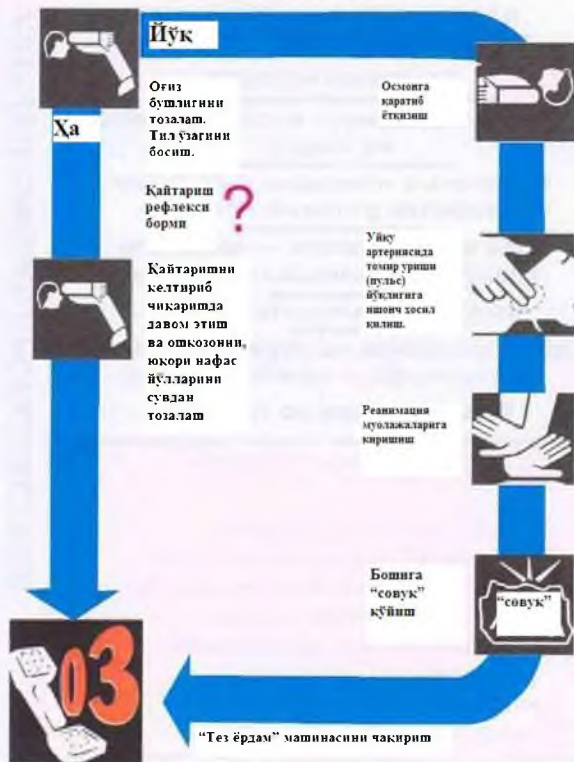 Йўқ
Ҳа
Оғиз
бушлиғини
тозалаш.
Тил ўзагини
босиш.
Қайтариш
рефлекси
борми
?
Қайтаришни
келтириб
чиқаришда
давом этиш
ва ошқозонни,
юқори нафас
йўлларини
сувдан
тозалаш
Осмонга
қаратиб
ётқизиш
Уйқу
артериясида
томир уриши
(пульс)
йўқлигига
ишонч ҳосил
қилиш.
Реанимация
муолажаларига
киришиш
Бошига
“совуқ”
қўйиш
“совуқ”
03
“Тез ёрдам” машинасини чақириш